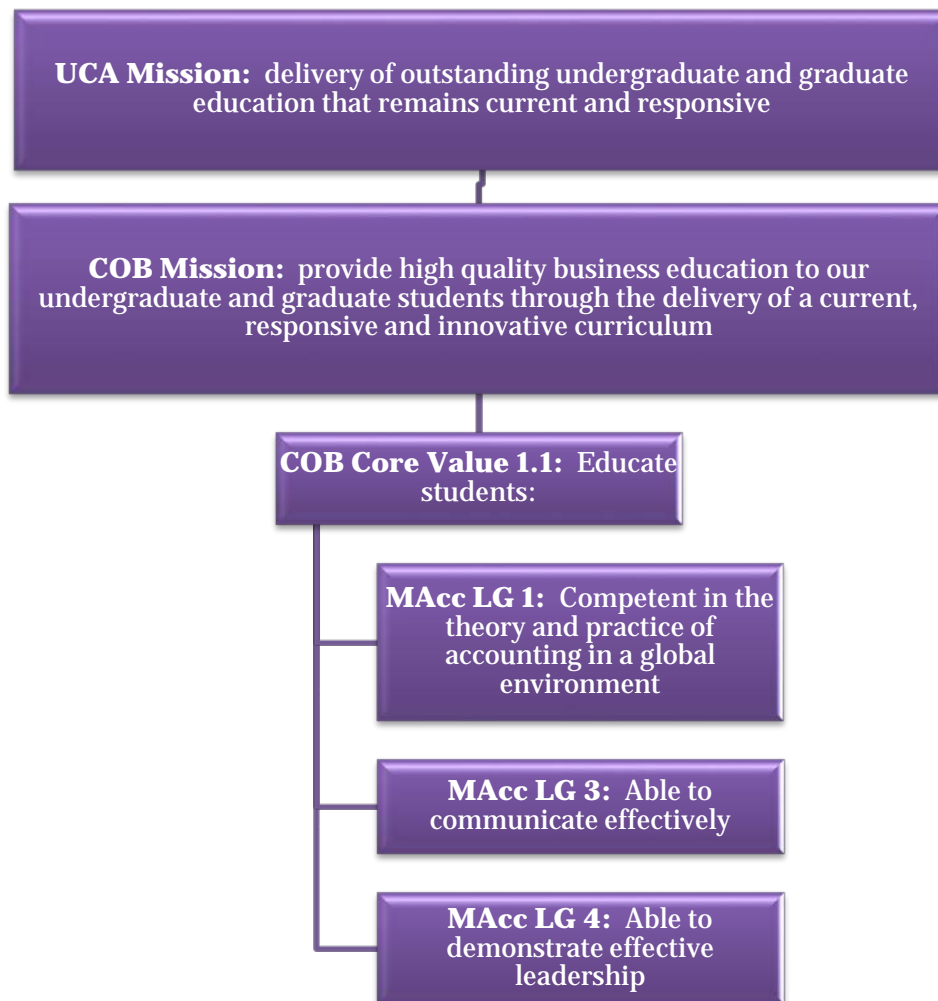 UCA Mission: delivery of outstanding undergraduate and graduate
education that remains current and responsive
COB Mission: provide high quality business education to our
undergraduate and graduate students through the delivery of a current,
responsive and innovative curriculum
COB Core Value 1.1: Educate
students:
MAcc LG 1: Competent in the
theory and practice of
accounting in a global
environment
MAcc LG 3: Able to
communicate effectively
MAcc LG 4: Able to
demonstrate effective
leadership